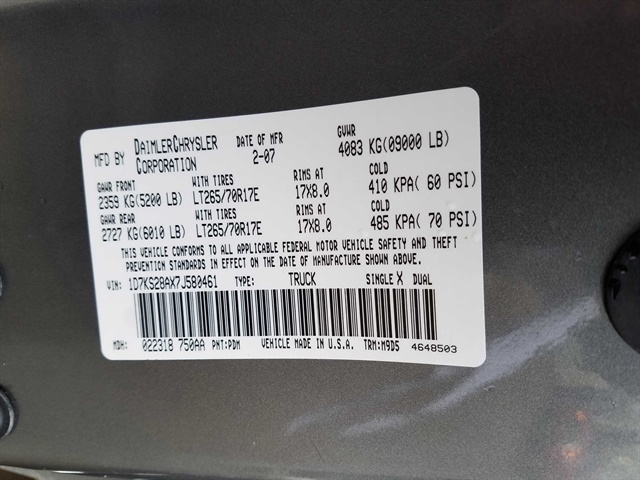 MFD BY DAIMLERCHRYSLER CORPORATION DATE OF MFR 2-07 GVWR 4083 KG(09000 LB)
GAWR FRONT WITH TIRES RIMS AT COLD
2359 KG(5200 LB) LT265/70R17E 17X8.0 410 KPA( 60 PSI)
GAWR REAR WITH TIRES RIMS AT COLD
2727 KG(6010 LB) LT265/70R17E 17X8.0 485 KPA( 70 PSI)
THIS VEHICLE CONFORMS TO ALL APPLICABLE FEDERAL MOTOR VEHICLE SAFETY AND THEFT
PREVENTION STANDARDS IN EFFECT ON THE DATE OF MANUFACTURE SHOWN ABOVE.
VIN: 1D7KS28AX7J580461 TYPE: TRUCK SINGLE X DUAL
MDH: 022318 750AA PNT:PDM VEHICLE MADE IN U.S.A. TRM:M9D5 4648503